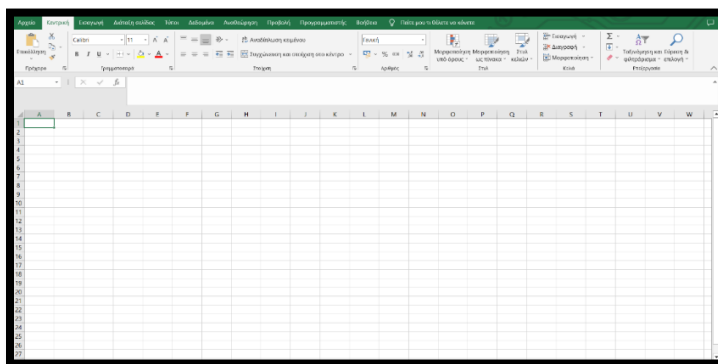 Αρχείο Κεντρική Εισαγωγή Διάταξη σελίδας Τύποι Δεδομένα Αναθεώρηση Προβολή Προγραμματιστής Βοήθεια Πείτε μου τι θέλετε να κάνετε
Επικόλληση
Calibri 11
B I U
Αναδίπλωση κειμένου
Συγχώνευση και στοίχιση στο κέντρο
Γενική
% 000
Μορφοποίηση υπό όρους
Μορφοποίηση ως πίνακα
Στυλ κελιών
Εισαγωγή
Διαγραφή
Μορφοποίηση
Ταξινόμηση και φιλτράρισμα
Εύρεση & επιλογή
Πρόχειρο Γραμματοσειρά Στοίχιση Αριθμός Στυλ Κελιά Επεξεργασία
A1 fx
A B C D E F G H I J K L M N O P Q R S T U V W
1
2
3
4
5
6
7
8
9
10
11
12
13
14
15
16
17
18
19
20
21
22
23
24
25
26
27